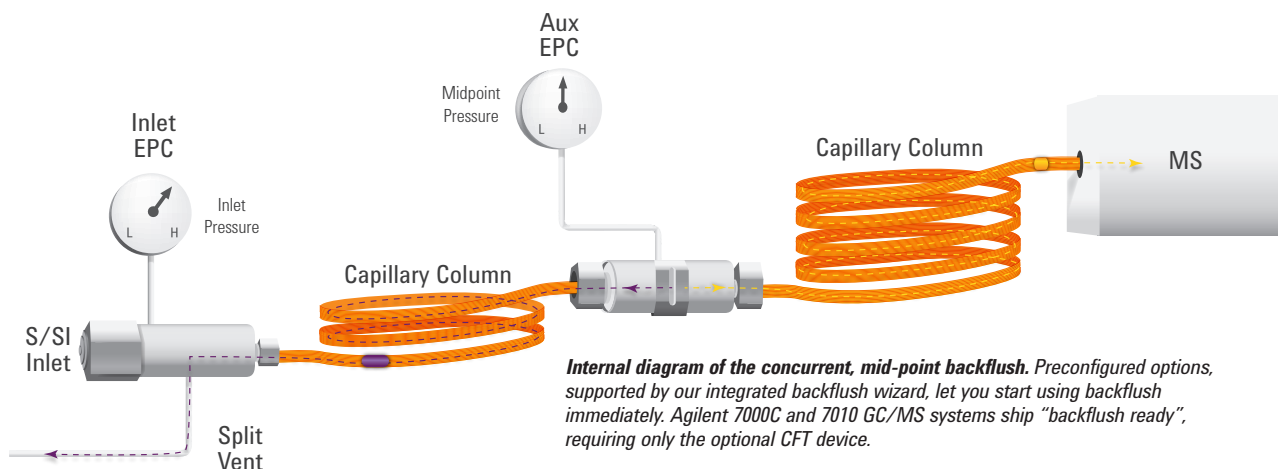 Aux
EPC
Midpoint
Pressure
L H
Inlet
EPC
Inlet
Pressure
L H
Capillary Column
MS
Capillary Column
S/SI
Inlet
Split
Vent
Internal diagram of the concurrent, mid-point backflush. Preconfigured options,
supported by our integrated backflush wizard, let you start using backflush
immediately. Agilent 7000C and 7010 GC/MS systems ship “backflush ready”,
requiring only the optional CFT device.